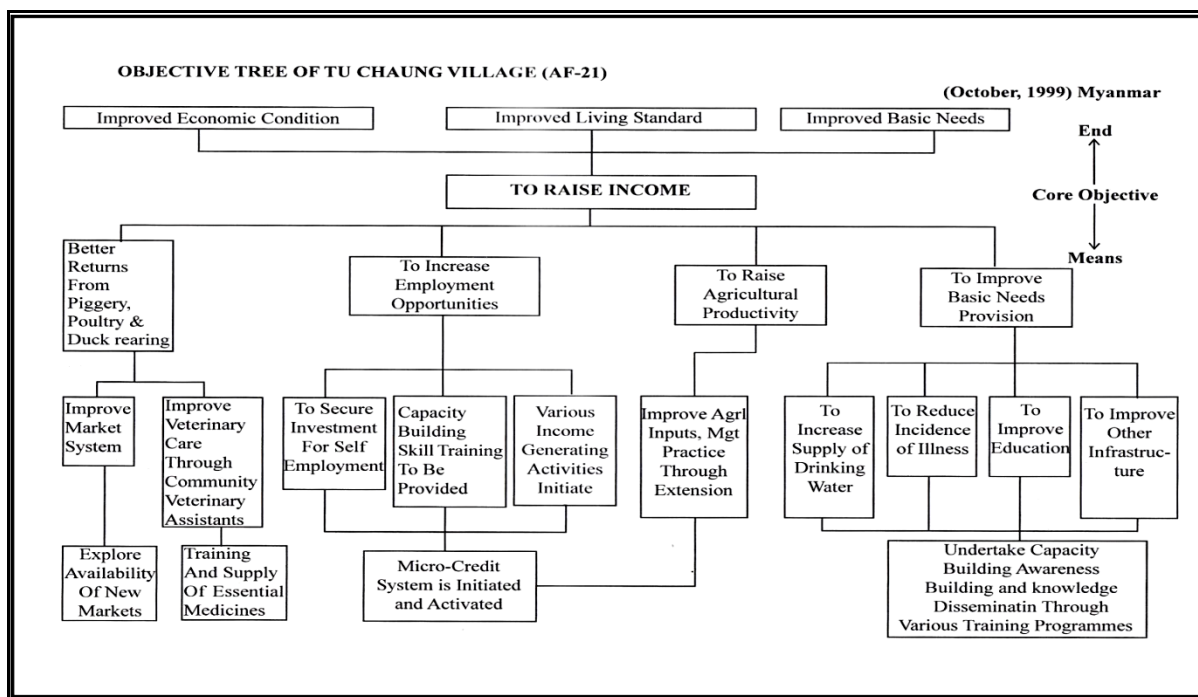 OBJECTIVE TREE OF TU CHAUNG VILLAGE (AF-21)
(October, 1999) Myanmar
Improved Economic Condition
Improved Living Standard
Improved Basic Needs
End
TO RAISE INCOME
Core Objective
Means
Better
Returns
From
Piggery,
Poultry &
Duck rearing
To Increase
Employment
Opportunities
To Raise
Agricultural
Productivity
To Improve
Basic Needs
Provision
Improve
Market
System
Improve
Veterinary
Care
Through
Community
Veterinary
Assistants
To Secure
Investment
For Self
Employment
Capacity
Building
Skill Training
To Be
Provided
Various
Income
Generating
Activities
Initiate
Improve Agrl
Inputs, Mgt
Practice
Through
Extension
To
Increase
Supply of
Drinking
Water
To Reduce
Incidence
of Illness
To
Improve
Education
To Improve
Other
Infrastruc-
ture
Explore
Availability
Of New
Markets
Training
And Supply
Of Essential
Medicines
Micro-Credit
System is Initiated
and Activated
Undertake Capacity
Building Awareness
Building and knowledge
Disseminatin Through
Various Training Programmes